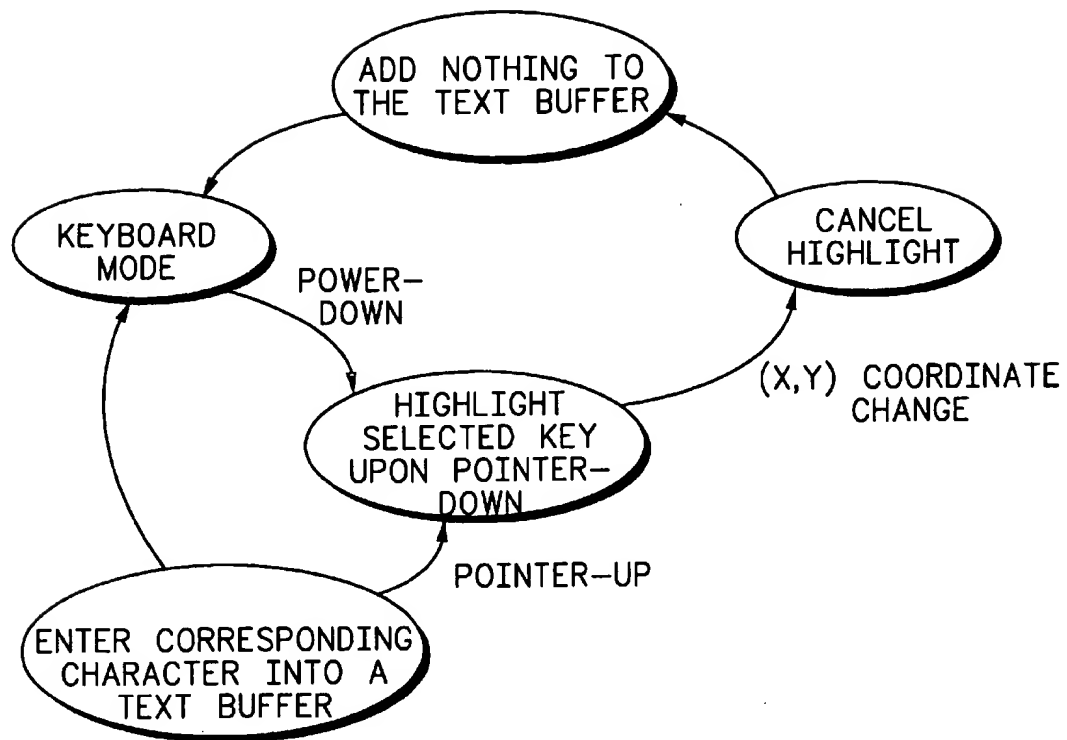 ADD NOTHING TO
THE TEXT BUFFER
KEYBOARD
MODE
CANCEL
HIGHLIGHT
POWER-
DOWN
(X,Y) COORDINATE
CHANGE
HIGHLIGHT
SELECTED KEY
UPON POINTER-
DOWN
POINTER-UP
ENTER CORRESPONDING
CHARACTER INTO A
TEXT BUFFER